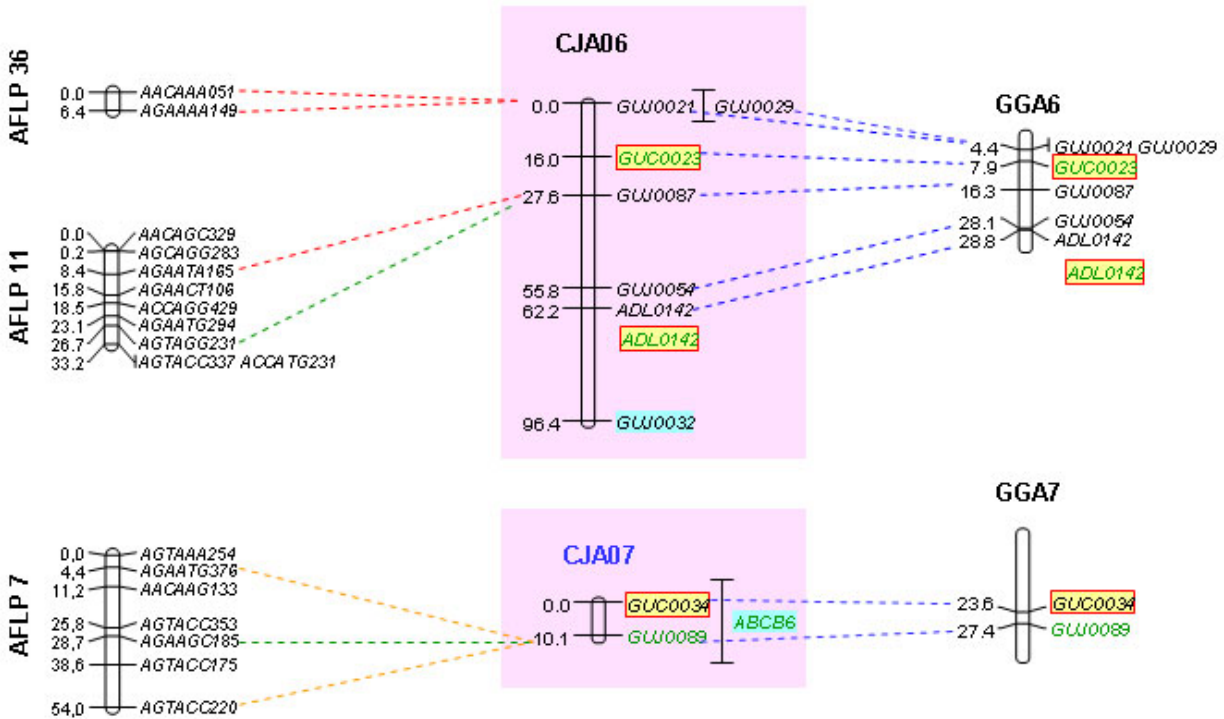 AFLP 36
0.0 AACAAA051
6.4 AGAAAA149
AFLP 11
0.0 AACAGC329
0.2 AGCAGG283
8.4 AGAATA165
15.8 AGAACT106
18.5 ACCAGG429
23.1 AGAATG294
26.7 AGTAGG231
33.2 AGTACC337 ACCATG231
CJA06
0.0 GUJ0021 GUJ0029
16.0 GUC0023
27.6 GUJ0087
55.8 GUJ0054
62.2 ADL0142
ADL0142
96.4 GUJ0032
GGA6
4.4 GUJ0021 GUJ0029
7.9 GUC0023
16.3 GUJ0087
28.1 GUJ0054
28.8 ADL0142
ADL0142
AFLP 7
0,0 AGTAAA254
4,4 AGAATG376
11,2 AACAAG133
25,8 AGTACC353
28,7 AGAAGC185
38,6 AGTACC175
54,0 AGTACC220
CJA07
0.0 GUC0034
10.1 GUJ0089
ABCB6
GGA7
23.6 GUC0034
27.4 GUJ0089